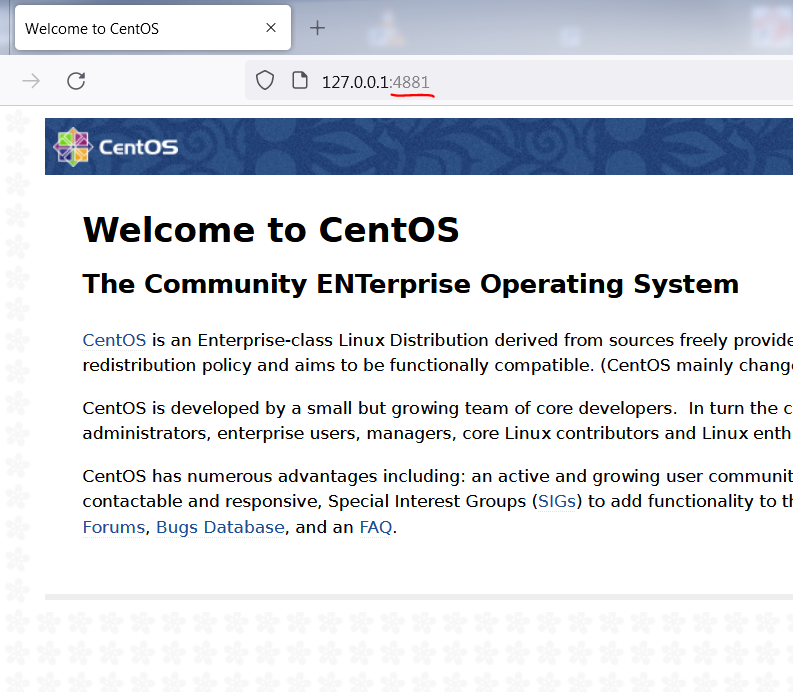 Welcome to CentOS
127.0.0.1:4881
CentOS
Welcome to CentOS
The Community ENTerprise Operating System
CentOS is an Enterprise-class Linux Distribution derived from sources freely provide
redistribution policy and aims to be functionally compatible. (CentOS mainly chang
CentOS is developed by a small but growing team of core developers.  In turn the c
administrators, enterprise users, managers, core Linux contributors and Linux enth
CentOS has numerous advantages including: an active and growing user communit
contactable and responsive, Special Interest Groups (SIGs) to add functionality to th
Forums, Bugs Database, and an FAQ.